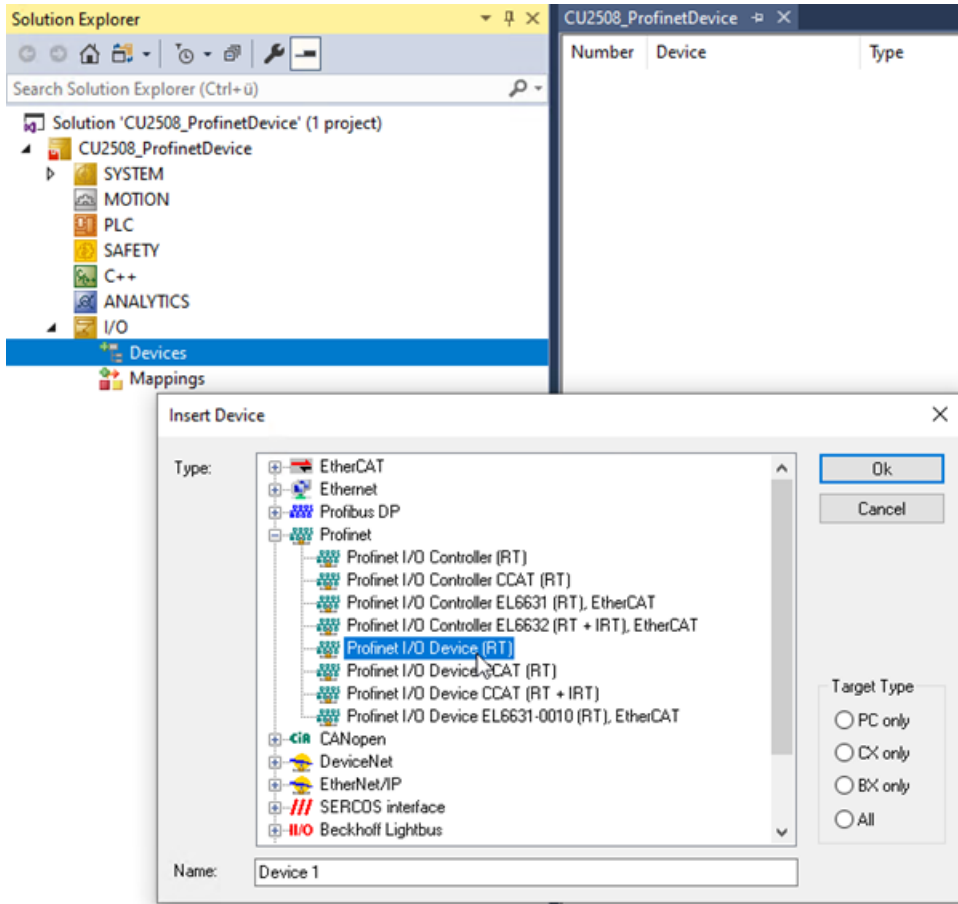 Solution Explorer
Search Solution Explorer (Ctrl+ü)
Solution 'CU2508_ProfinetDevice' (1 project)
CU2508_ProfinetDevice
SYSTEM
MOTION
PLC
SAFETY
C++
ANALYTICS
I/O
Devices
Mappings
CU2508_ProfinetDevice
Number Device Type
Insert Device
Type:
EtherCAT
Ethernet
Profibus DP
Profinet
Profinet I/O Controller (RT)
Profinet I/O Controller CCAT (RT)
Profinet I/O Controller EL6631 (RT), EtherCAT
Profinet I/O Controller EL6632 (RT + IRT), EtherCAT
Profinet I/O Device (RT)
Profinet I/O Device CCAT (RT)
Profinet I/O Device CCAT (RT + IRT)
Profinet I/O Device EL6631-0010 (RT), EtherCAT
CiA CANopen
DeviceNet
EtherNet/IP
SERCOS interface
II/O Beckhoff Lightbus
Ok
Cancel
Target Type
PC only
CX only
BX only
All
Name:
Device 1